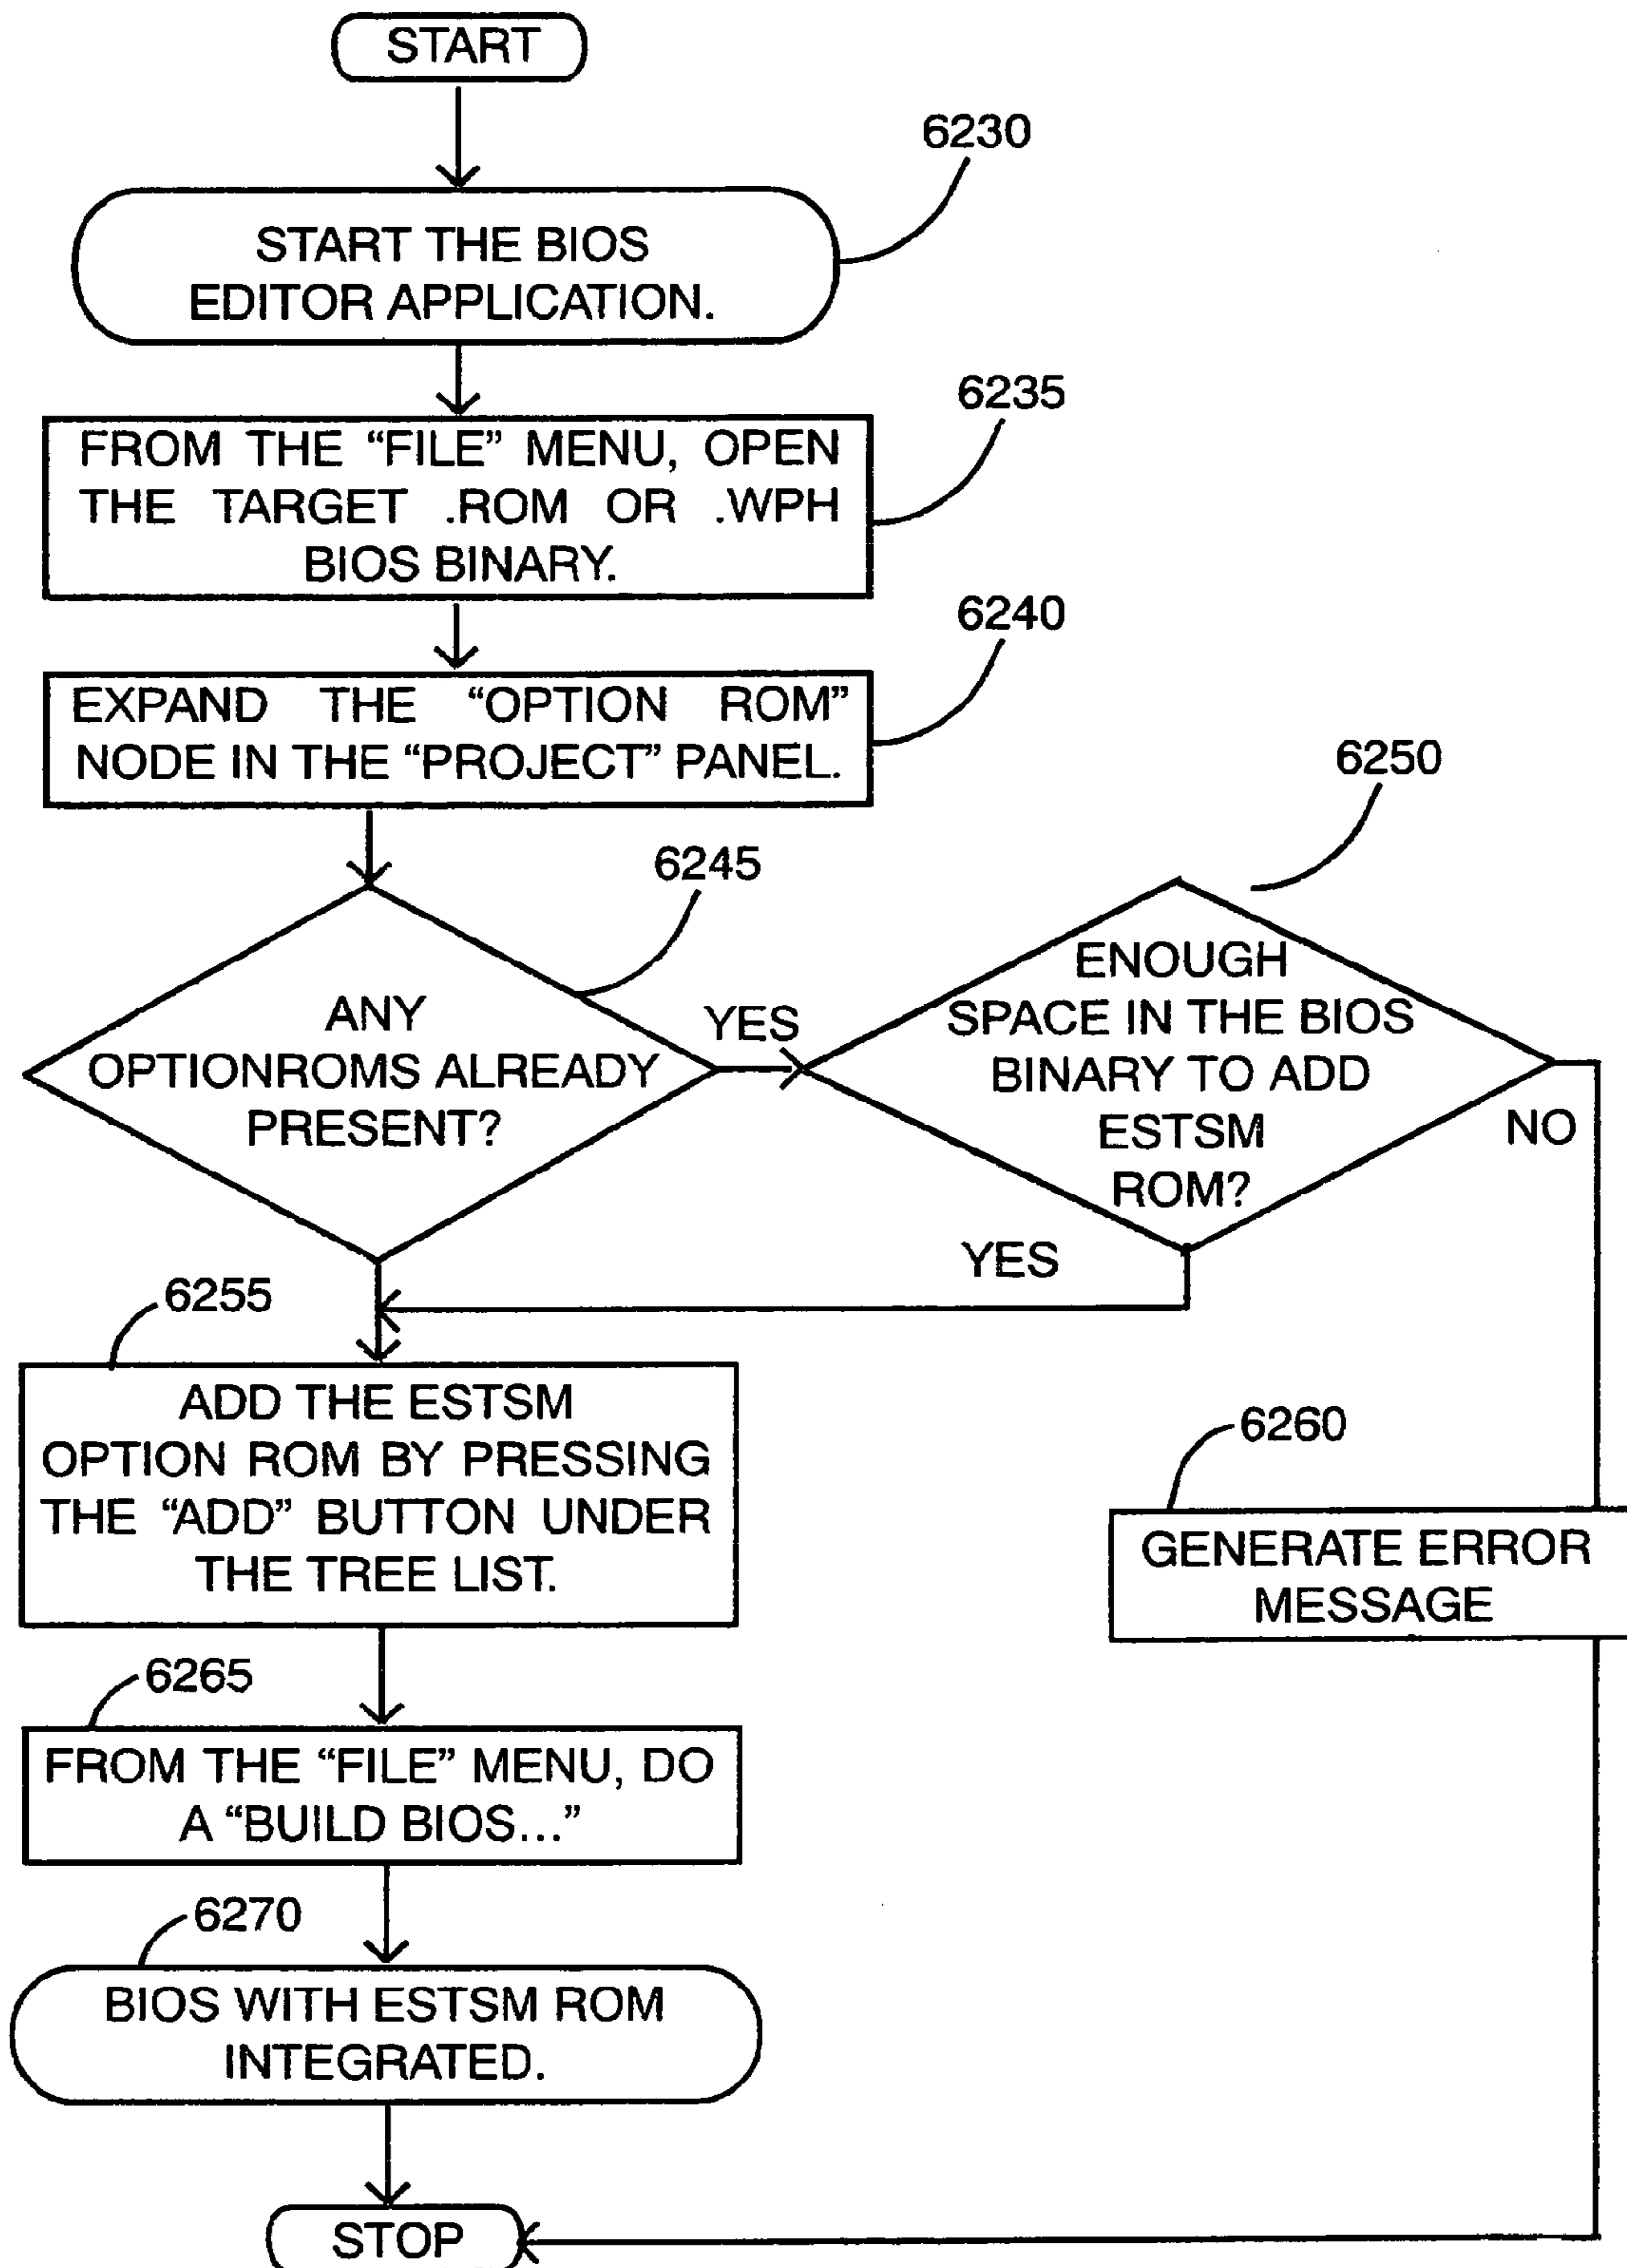 START
6230
START THE BIOS
EDITOR APPLICATION.
6235
FROM THE “FILE” MENU, OPEN
THE TARGET .ROM OR .WPH
BIOS BINARY.
6240
EXPAND THE “OPTION ROM”
NODE IN THE “PROJECT” PANEL.
6250
6245
ANY
OPTIONROMS ALREADY
PRESENT?
YES
ENOUGH
SPACE IN THE BIOS
BINARY TO ADD
ESTSM
ROM?
NO
YES
6255
ADD THE ESTSM
OPTION ROM BY PRESSING
THE “ADD” BUTTON UNDER
THE TREE LIST.
6260
GENERATE ERROR
MESSAGE
6265
FROM THE “FILE” MENU, DO
A “BUILD BIOS...”
6270
BIOS WITH ESTSM ROM
INTEGRATED.
STOP